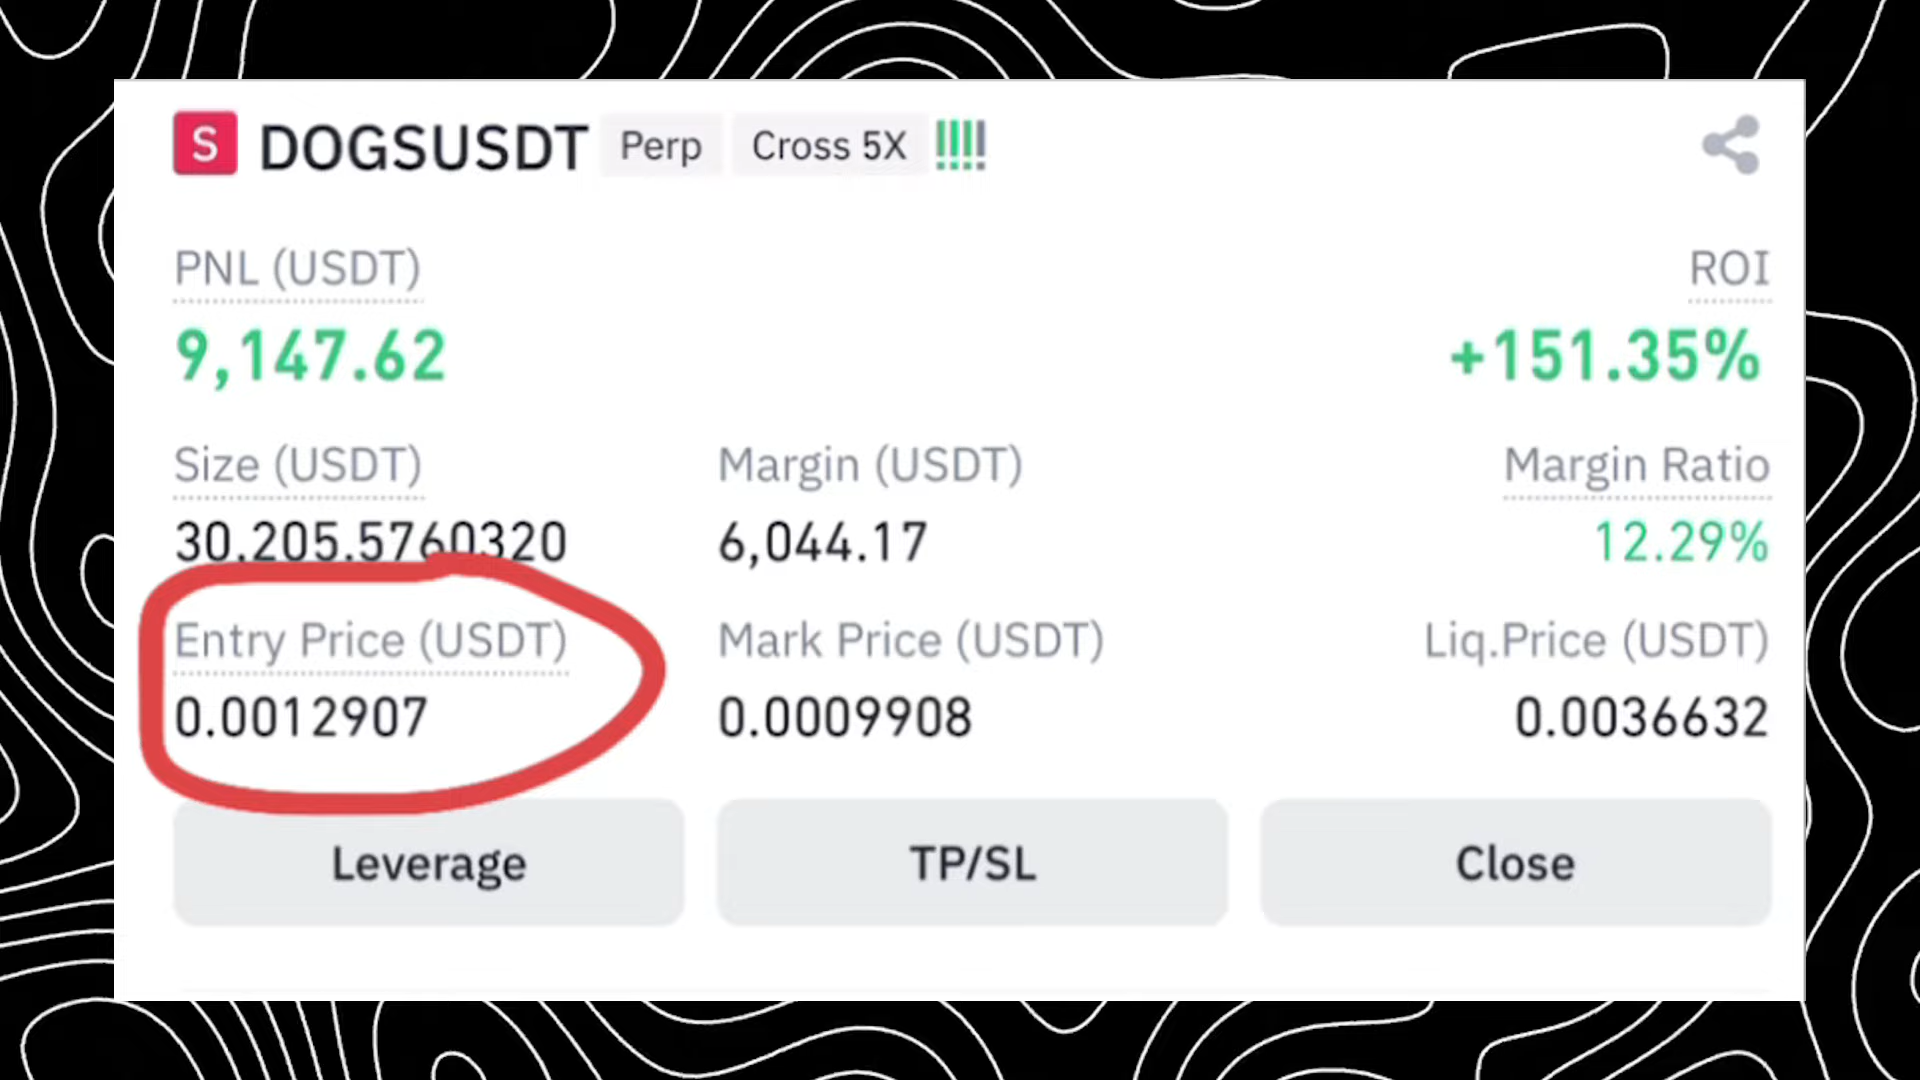 S DOGSUSDT Perp Cross 5X
PNL (USDT) ROI
9,147.62 +151.35%
Size (USDT) Margin (USDT) Margin Ratio
30,205.5760320 6,044.17 12.29%
Entry Price (USDT) Mark Price (USDT) Liq.Price (USDT)
0.0012907 0.0009908 0.0036632
Leverage TP/SL Close